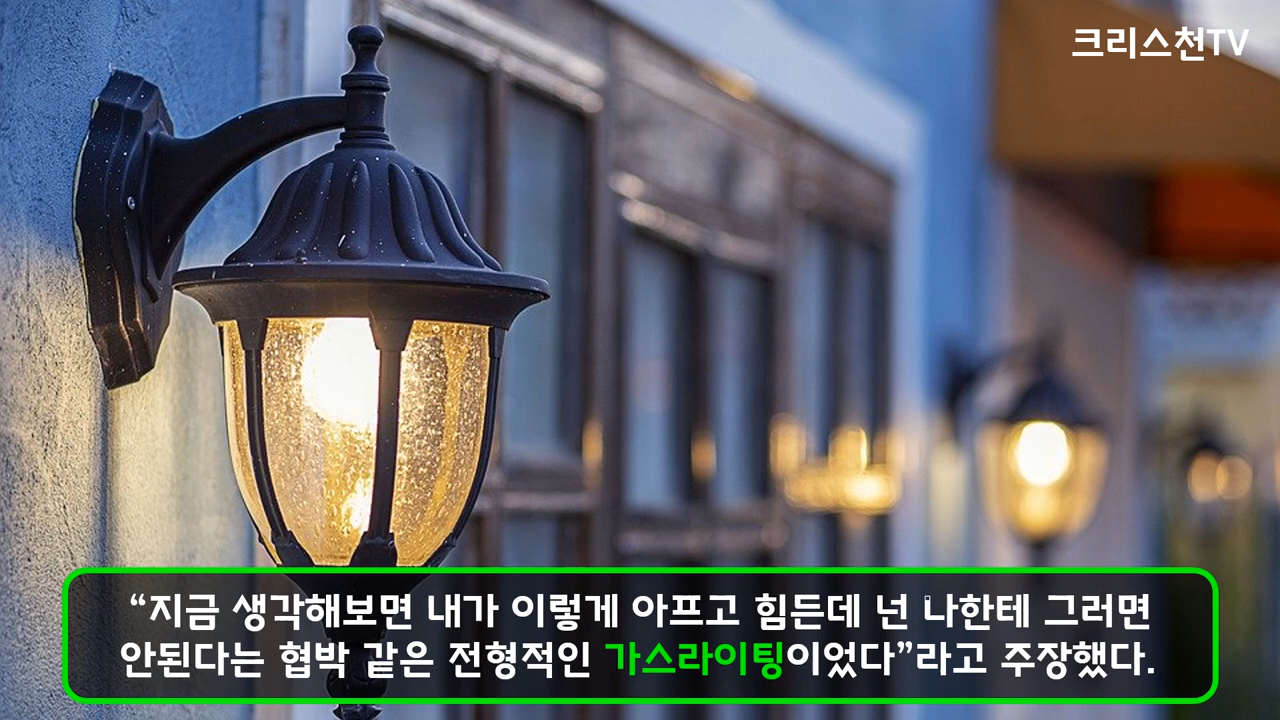 크리스천TV
“지금 생각해보면 내가 이렇게 아프고 힘든데 넌 나한테 그러면
안된다는 협박 같은 전형적인 가스라이팅이었다”라고 주장했다.